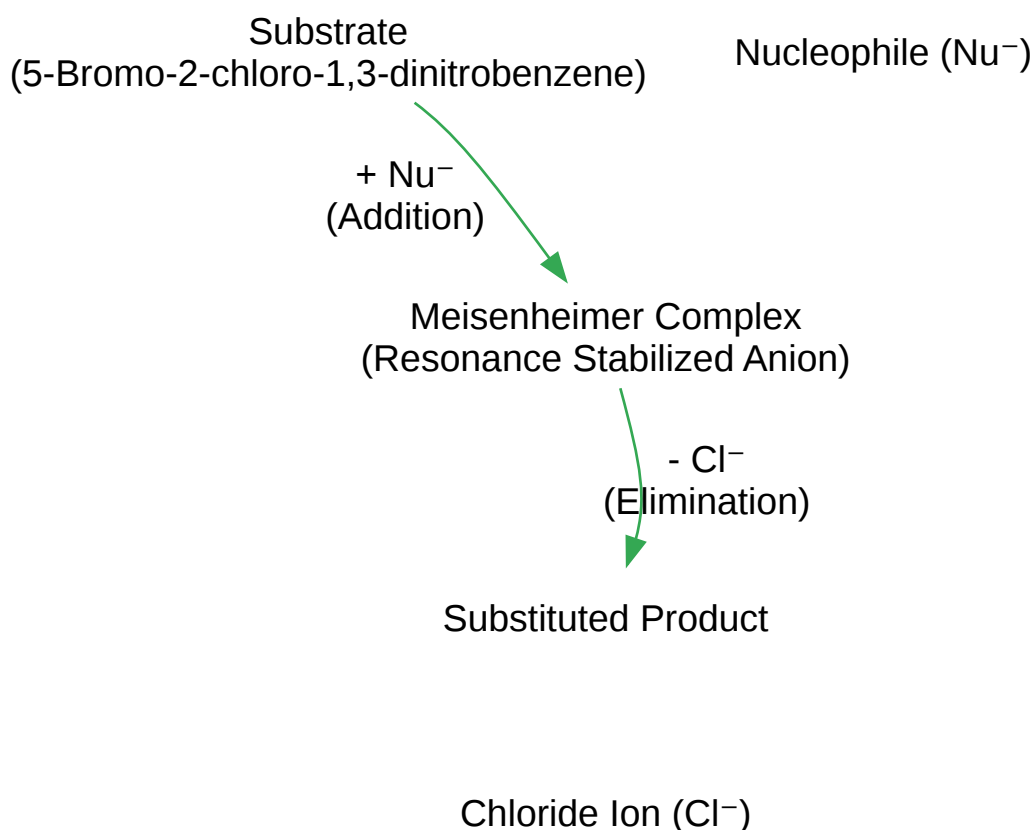 Substrate
(5-Bromo-2-chloro-1,3-dinitrobenzene)
Nucleophile (Nu⁻)
+ Nu⁻
(Addition)
Meisenheimer Complex
(Resonance Stabilized Anion)
- Cl⁻
(Elimination)
Substituted Product
Chloride Ion (Cl⁻)